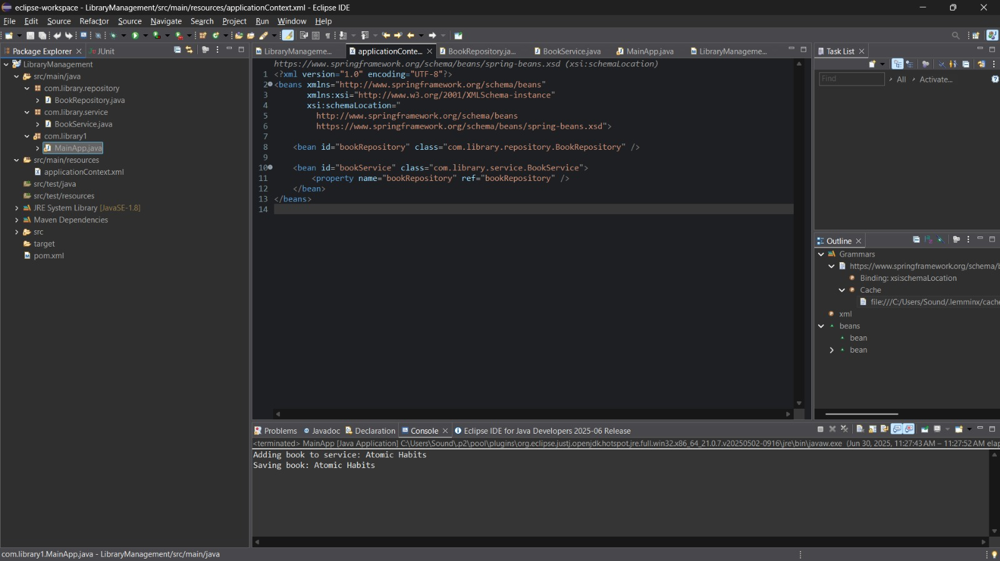 eclipse-workspace - LibraryManagement/src/main/resources/applicationContext.xml - Eclipse IDE
File Edit Source Refactor Source Navigate Search Project Run Window Help
Package Explorer
JUnit
LibraryManagement
src/main/java
com.library.repository
BookRepository.java
com.library.service
BookService.java
com.library1
MainApp.java
src/main/resources
applicationContext.xml
src/test/java
src/test/resources
JRE System Library [JavaSE-1.8]
Maven Dependencies
src
target
pom.xml
LibraryManageme... applicationConte... BookRepository.ja... BookService.java MainApp.java LibraryManageme...
https://www.springframework.org/schema/beans/spring-beans.xsd (xsi:schemaLocation)
1 <?xml version="1.0" encoding="UTF-8"?>
2 <beans xmlns="http://www.springframework.org/schema/beans"
3 xmlns:xsi="http://www.w3.org/2001/XMLSchema-instance"
4 xsi:schemaLocation="
5 http://www.springframework.org/schema/beans
6 https://www.springframework.org/schema/beans/spring-beans.xsd">
7
8 <bean id="bookRepository" class="com.library.repository.BookRepository" />
9
10 <bean id="bookService" class="com.library.service.BookService">
11 <property name="bookRepository" ref="bookRepository" />
12 </bean>
13 </beans>
14
Task List
Find All Activate...
Outline
Grammars
https://www.springframework.org/schema/b
Binding: xsi:schemaLocation
Cache
file:///C:/Users/Sound/.lemminx/cache
xml
beans
bean
bean
Problems Javadoc Declaration Console Eclipse IDE for Java Developers 2025-06 Release
<terminated> MainApp [Java Application] C:\Users\Sound\.p2\pool\plugins\org.eclipse.justj.openjdk.hotspot.jre.full.win32.x86_64_21.0.7.v20250502-0916\jre\bin\javaw.exe (Jun 30, 2025, 11:27:43 AM – 11:27:52 AM elap
Adding book to service: Atomic Habits
Saving book: Atomic Habits
com.library1.MainApp.java - LibraryManagement/src/main/java